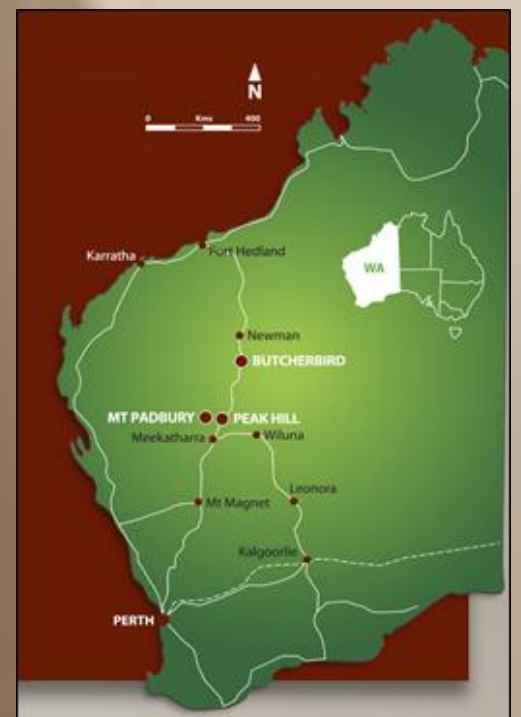 N
0 Kms 400
Karratha
Port Hedland
WA
Newman
BUTCHERBIRD
MT PADBURY
PEAK HILL
Meekatharra
Wiluna
Leonora
Mt Magnet
Kalgoorlie
PERTH